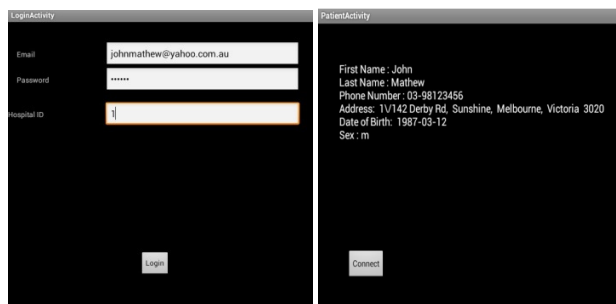 LoginActivity
Email
johnmathew@yahoo.com.au
Password
••••••
Hospital ID
1
Login
PatientActivity
First Name : John
Last Name : Mathew
Phone Number : 03-98123456
Address: 1\/142 Derby Rd, Sunshine, Melbourne, Victoria 3020
Date of Birth: 1987-03-12
Sex : m
Connect